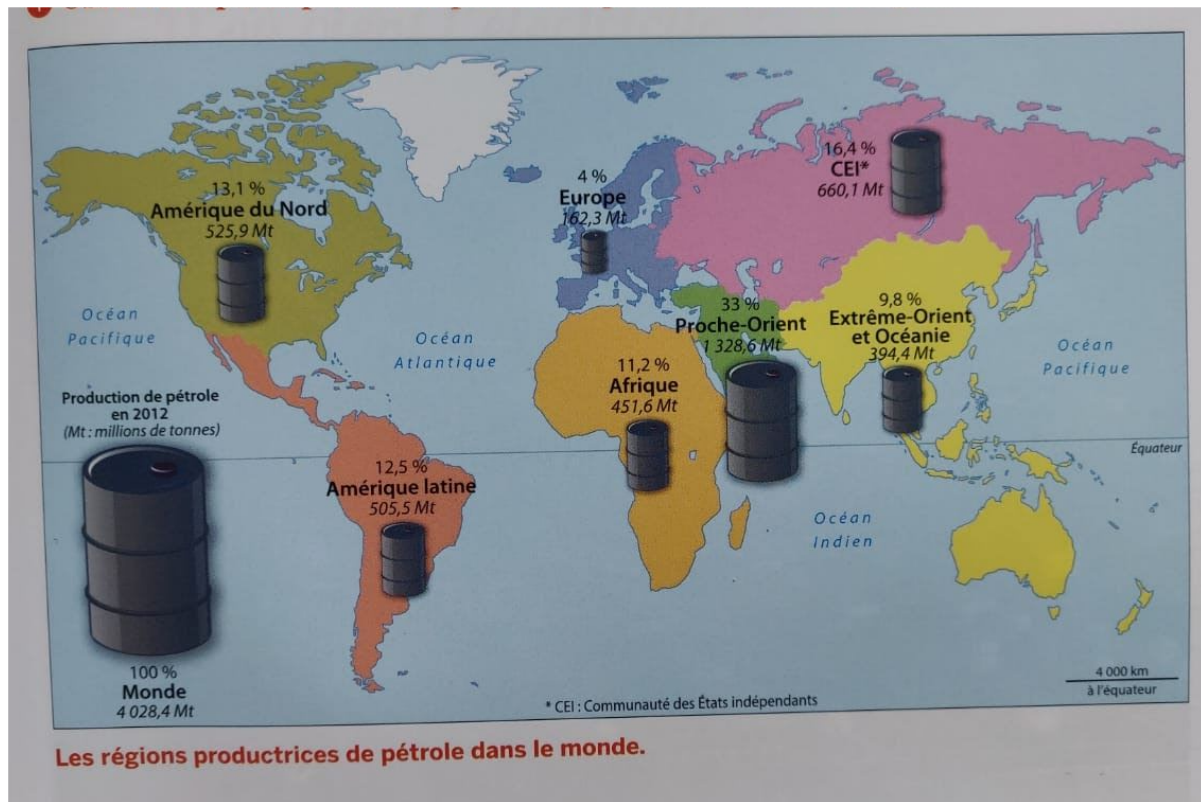 13,1 %
Amérique du Nord
525,9 Mt
4 %
Europe
162,3 Mt
16,4 %
CEI*
660,1 Mt
Océan
Pacifique
Océan
Atlantique
33 %
Proche-Orient
1 328,6 Mt
9,8 %
Extrême-Orient
et Océanie
394,4 Mt
Océan
Pacifique
11,2 %
Afrique
451,6 Mt
Production de pétrole
en 2012
(Mt : millions de tonnes)
Équateur
12,5 %
Amérique latine
505,5 Mt
Océan
Indien
100 %
Monde
4 028,4 Mt
4 000 km
à l'équateur
* CEI : Communauté des États indépendants
Les régions productrices de pétrole dans le monde.